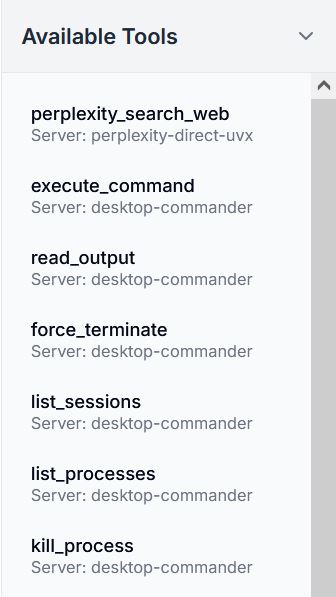 Available Tools
perplexity_search_web
Server: perplexity-direct-uvx
execute_command
Server: desktop-commander
read_output
Server: desktop-commander
force_terminate
Server: desktop-commander
list_sessions
Server: desktop-commander
list_processes
Server: desktop-commander
kill_process
Server: desktop-commander